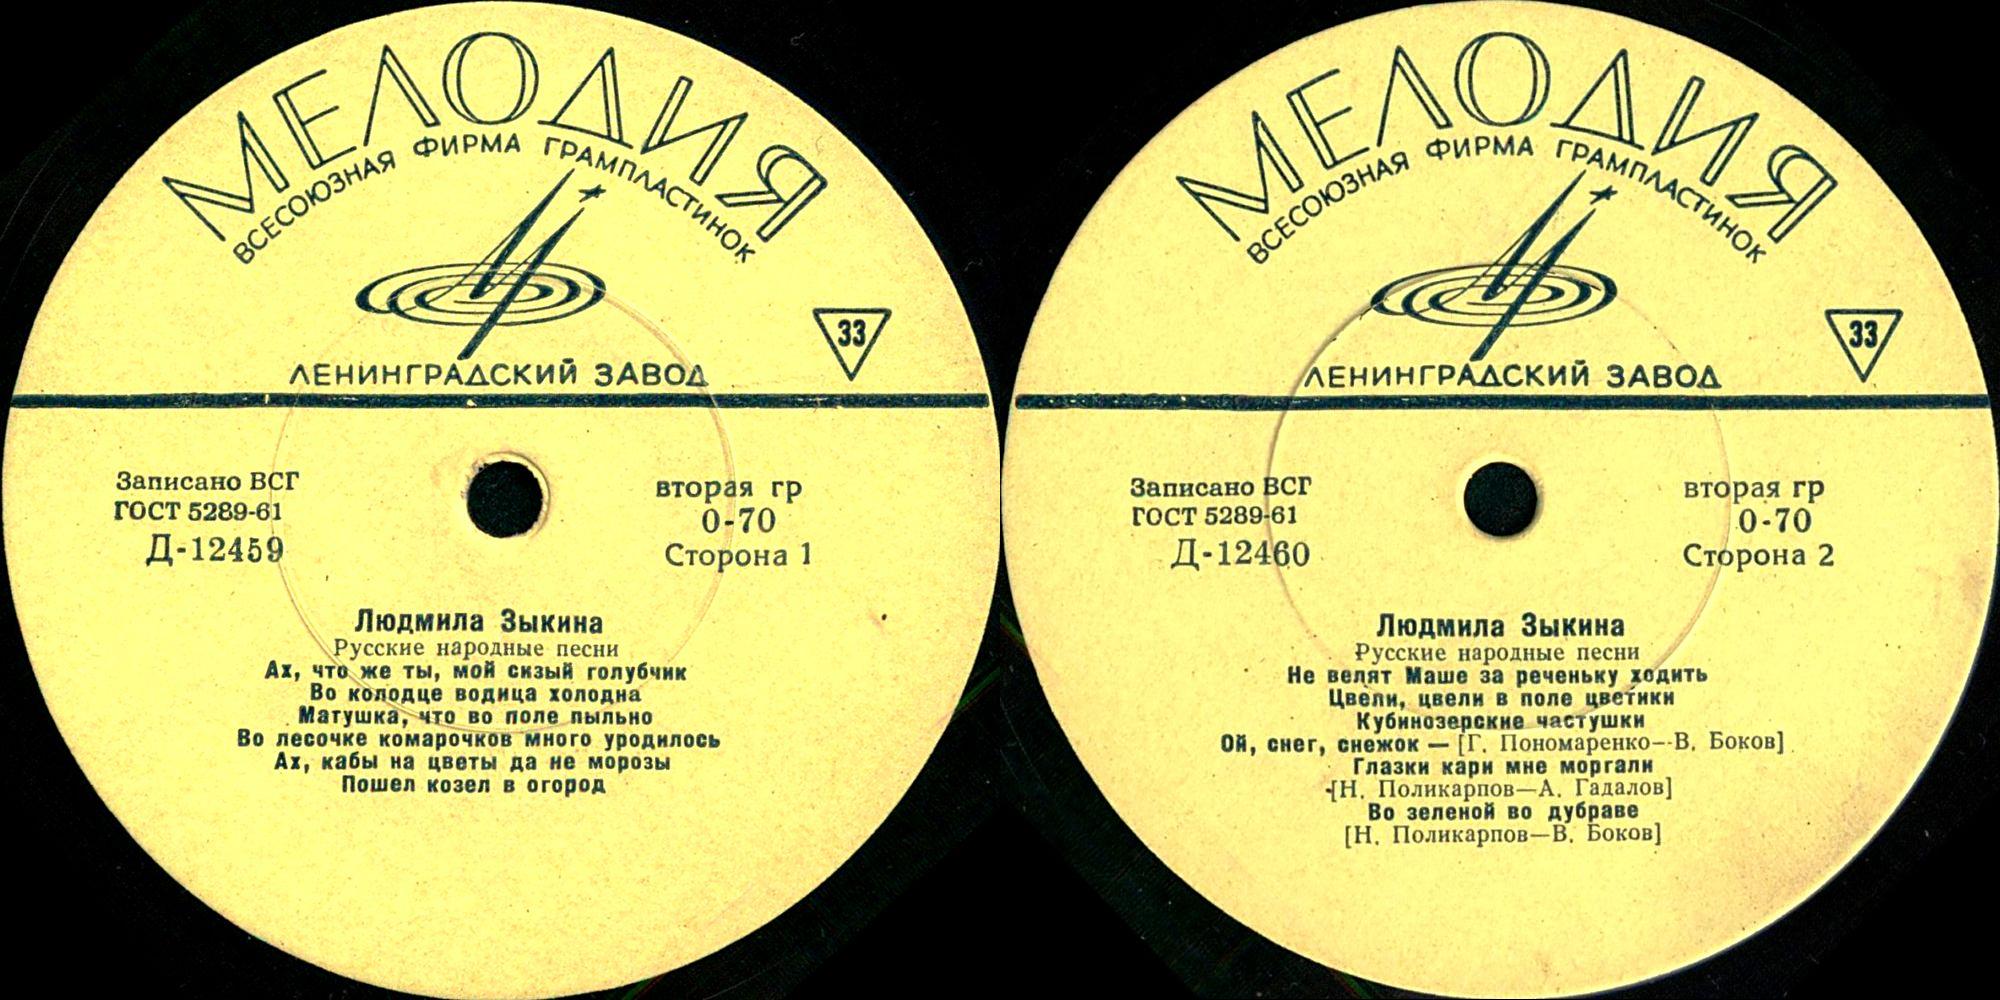 МЕЛОДИЯ
ВСЕСОЮЗНАЯ ФИРМА ГРАМПЛАСТИНОК
33
ЛЕНИНГРАДСКИЙ ЗАВОД
Записано ВСГ
ГОСТ 5289-61
Д-12459
вторая гр
0-70
Сторона 1
Людмила Зыкина
Русские народные песни
Ах, что же ты, мой сизый голубчик
Во колодце водица холодна
Матушка, что во поле пыльно
Во лесочке комарочков много уродилось
Ах, кабы на цветы да не морозы
Пошел козел в огород
МЕЛОДИЯ
ВСЕСОЮЗНАЯ ФИРМА ГРАМПЛАСТИНОК
33
ЛЕНИНГРАДСКИЙ ЗАВОД
Записано ВСГ
ГОСТ 5289-61
Д-12460
вторая гр
0-70
Сторона 2
Людмила Зыкина
Русские народные песни
Не велят Маше за реченьку ходить
Цвели, цвели в поле цветики
Кубинозерские частушки
Ой, снег, снежок — [Г. Пономаренко--В. Боков]
Глазки кари мне моргали
[Н. Поликарпов—А. Гадалов]
Во зеленой во дубраве
[Н. Поликарпов—В. Боков]